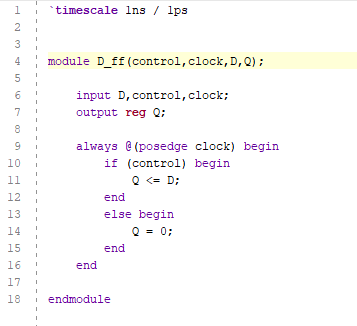 1 `timescale 1ns / 1ps
2
3
4 module D_ff(control,clock,D,Q);
5
6 input D,control,clock;
7 output reg Q;
8
9 always @(posedge clock) begin
10 if (control) begin
11 Q <= D;
12 end
13 else begin
14 Q = 0;
15 end
16 end
17
18 endmodule